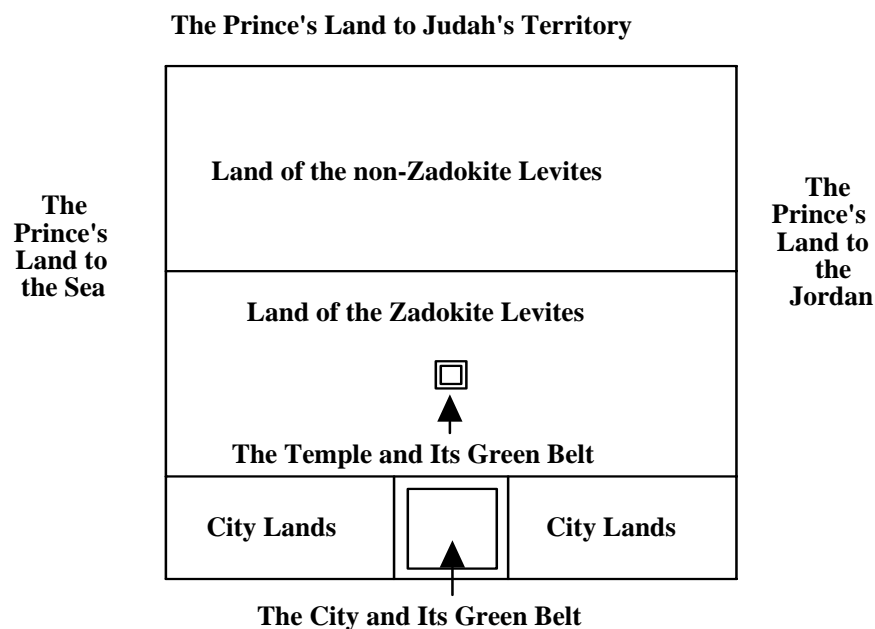 The Prince's Land to Judah's Territory
Land of the non-Zadokite Levites
The
Prince's
Land to
the Sea
The
Prince's
Land to
the
Jordan
Land of the Zadokite Levites
The Temple and Its Green Belt
City Lands
City Lands
The City and Its Green Belt